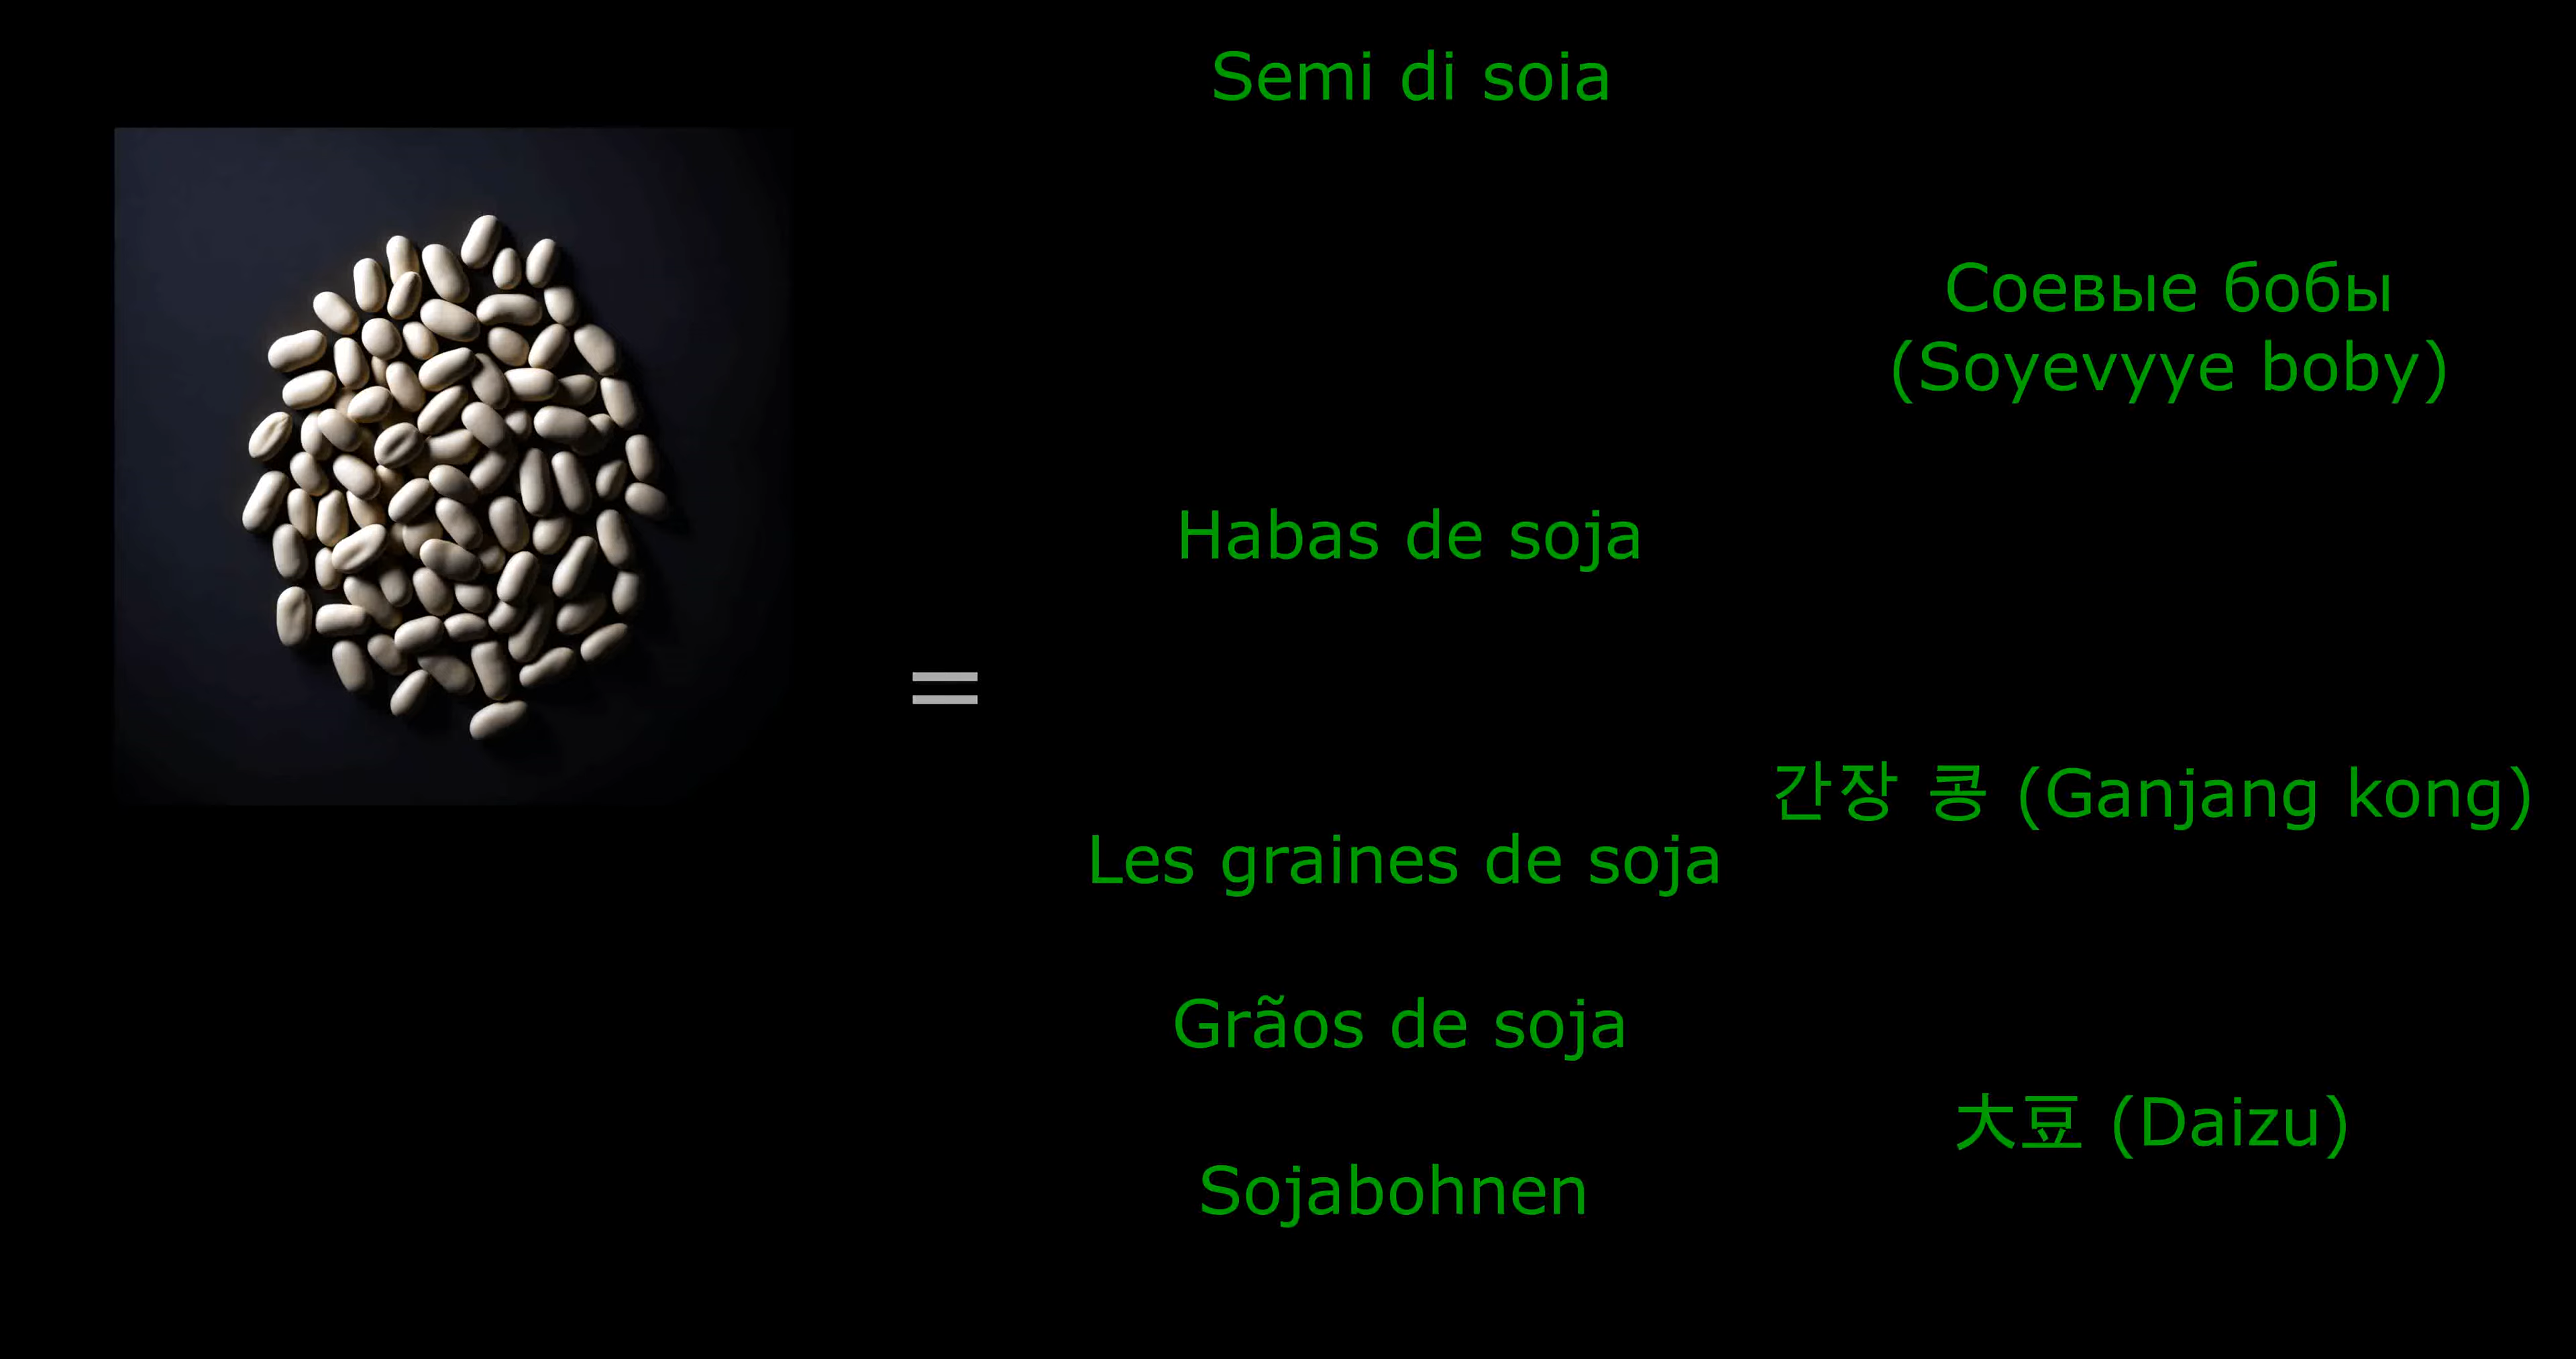 Semi di soia
Соевые бобы
(Soyevyye boby)
Habas de soja
=
간장 콩 (Ganjang kong)
Les graines de soja
Grãos de soja
大豆 (Daizu)
Sojabohnen